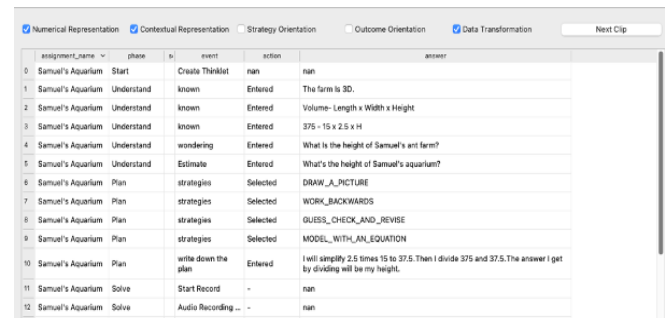 Numerical Representation Contextual Representation Strategy Orientation Outcome Orientation Data Transformation Next Clip
assignment_name phase event action answer
0 Samuel's Aquarium Start Create Thinklet nan nan
1 Samuel's Aquarium Understand known Entered The farm Is 3D.
2 Samuel's Aquarium Understand known Entered Volume- Length x Width x Height
3 Samuel's Aquarium Understand known Entered 375 - 15 x 2.5 x H
4 Samuel's Aquarium Understand wondering Entered What Is the height of Samuel's ant farm?
5 Samuel's Aquarium Understand Estimate Entered What's the height of Samuel's aquarium?
6 Samuel's Aquarium Plan strategies Selected DRAW_A_PICTURE
7 Samuel's Aquarium Plan strategies Selected WORK_BACKWARDS
8 Samuel's Aquarium Plan strategies Selected GUESS_CHECK_AND_REVISE
9 Samuel's Aquarium Plan strategies Selected MODEL_WITH_AN_EQUATION
10 Samuel's Aquarium Plan write down the plan Entered I will simplify 2.5 times 15 to 37.5.Then I divide 375 and 37.5.The answer I get
by dividing will be my height.
11 Samuel's Aquarium Solve Start Record - nan
12 Samuel's Aquarium Solve Audio Recording ... - nan